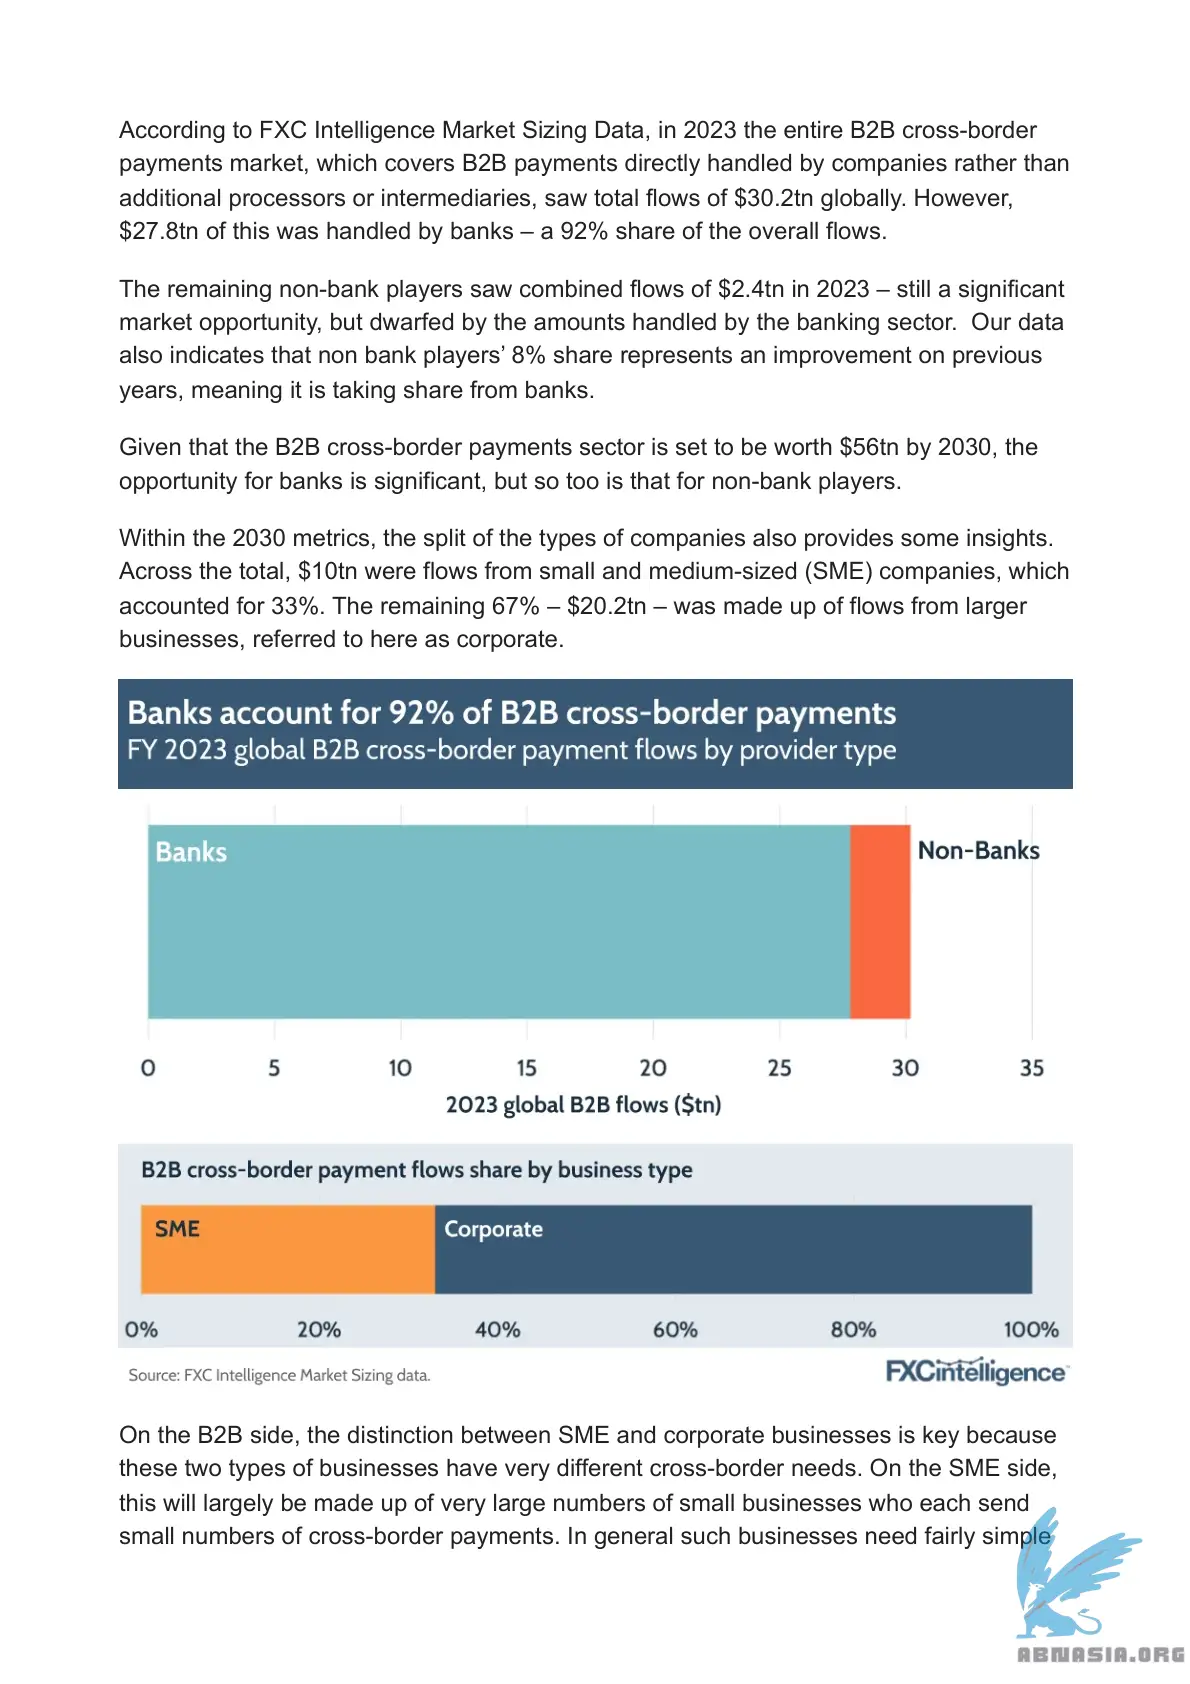 According to FXC Intelligence Market Sizing Data, in 2023 the entire B2B cross-border
payments market, which covers B2B payments directly handled by companies rather than
additional processors or intermediaries, saw total flows of $30.2tn globally. However,
$27.8tn of this was handled by banks – a 92% share of the overall flows.
The remaining non-bank players saw combined flows of $2.4tn in 2023 – still a significant
market opportunity, but dwarfed by the amounts handled by the banking sector.  Our data
also indicates that non bank players’ 8% share represents an improvement on previous
years, meaning it is taking share from banks.
Given that the B2B cross-border payments sector is set to be worth $56tn by 2030, the
opportunity for banks is significant, but so too is that for non-bank players.
Within the 2030 metrics, the split of the types of companies also provides some insights.
Across the total, $10tn were flows from small and medium-sized (SME) companies, which
accounted for 33%. The remaining 67% – $20.2tn – was made up of flows from larger
businesses, referred to here as corporate.
Banks account for 92% of B2B cross-border payments
FY 2023 global B2B cross-border payment flows by provider type
Banks
Non-Banks
0 5 10 15 20 25 30 35
2023 global B2B flows ($tn)
B2B cross-border payment flows share by business type
SME Corporate
0% 20% 40% 60% 80% 100%
Source: FXC Intelligence Market Sizing data.
FXCintelligence™
On the B2B side, the distinction between SME and corporate businesses is key because
these two types of businesses have very different cross-border needs. On the SME side,
this will largely be made up of very large numbers of small businesses who each send
small numbers of cross-border payments. In general such businesses need fairly simple
ABNASIA.ORG